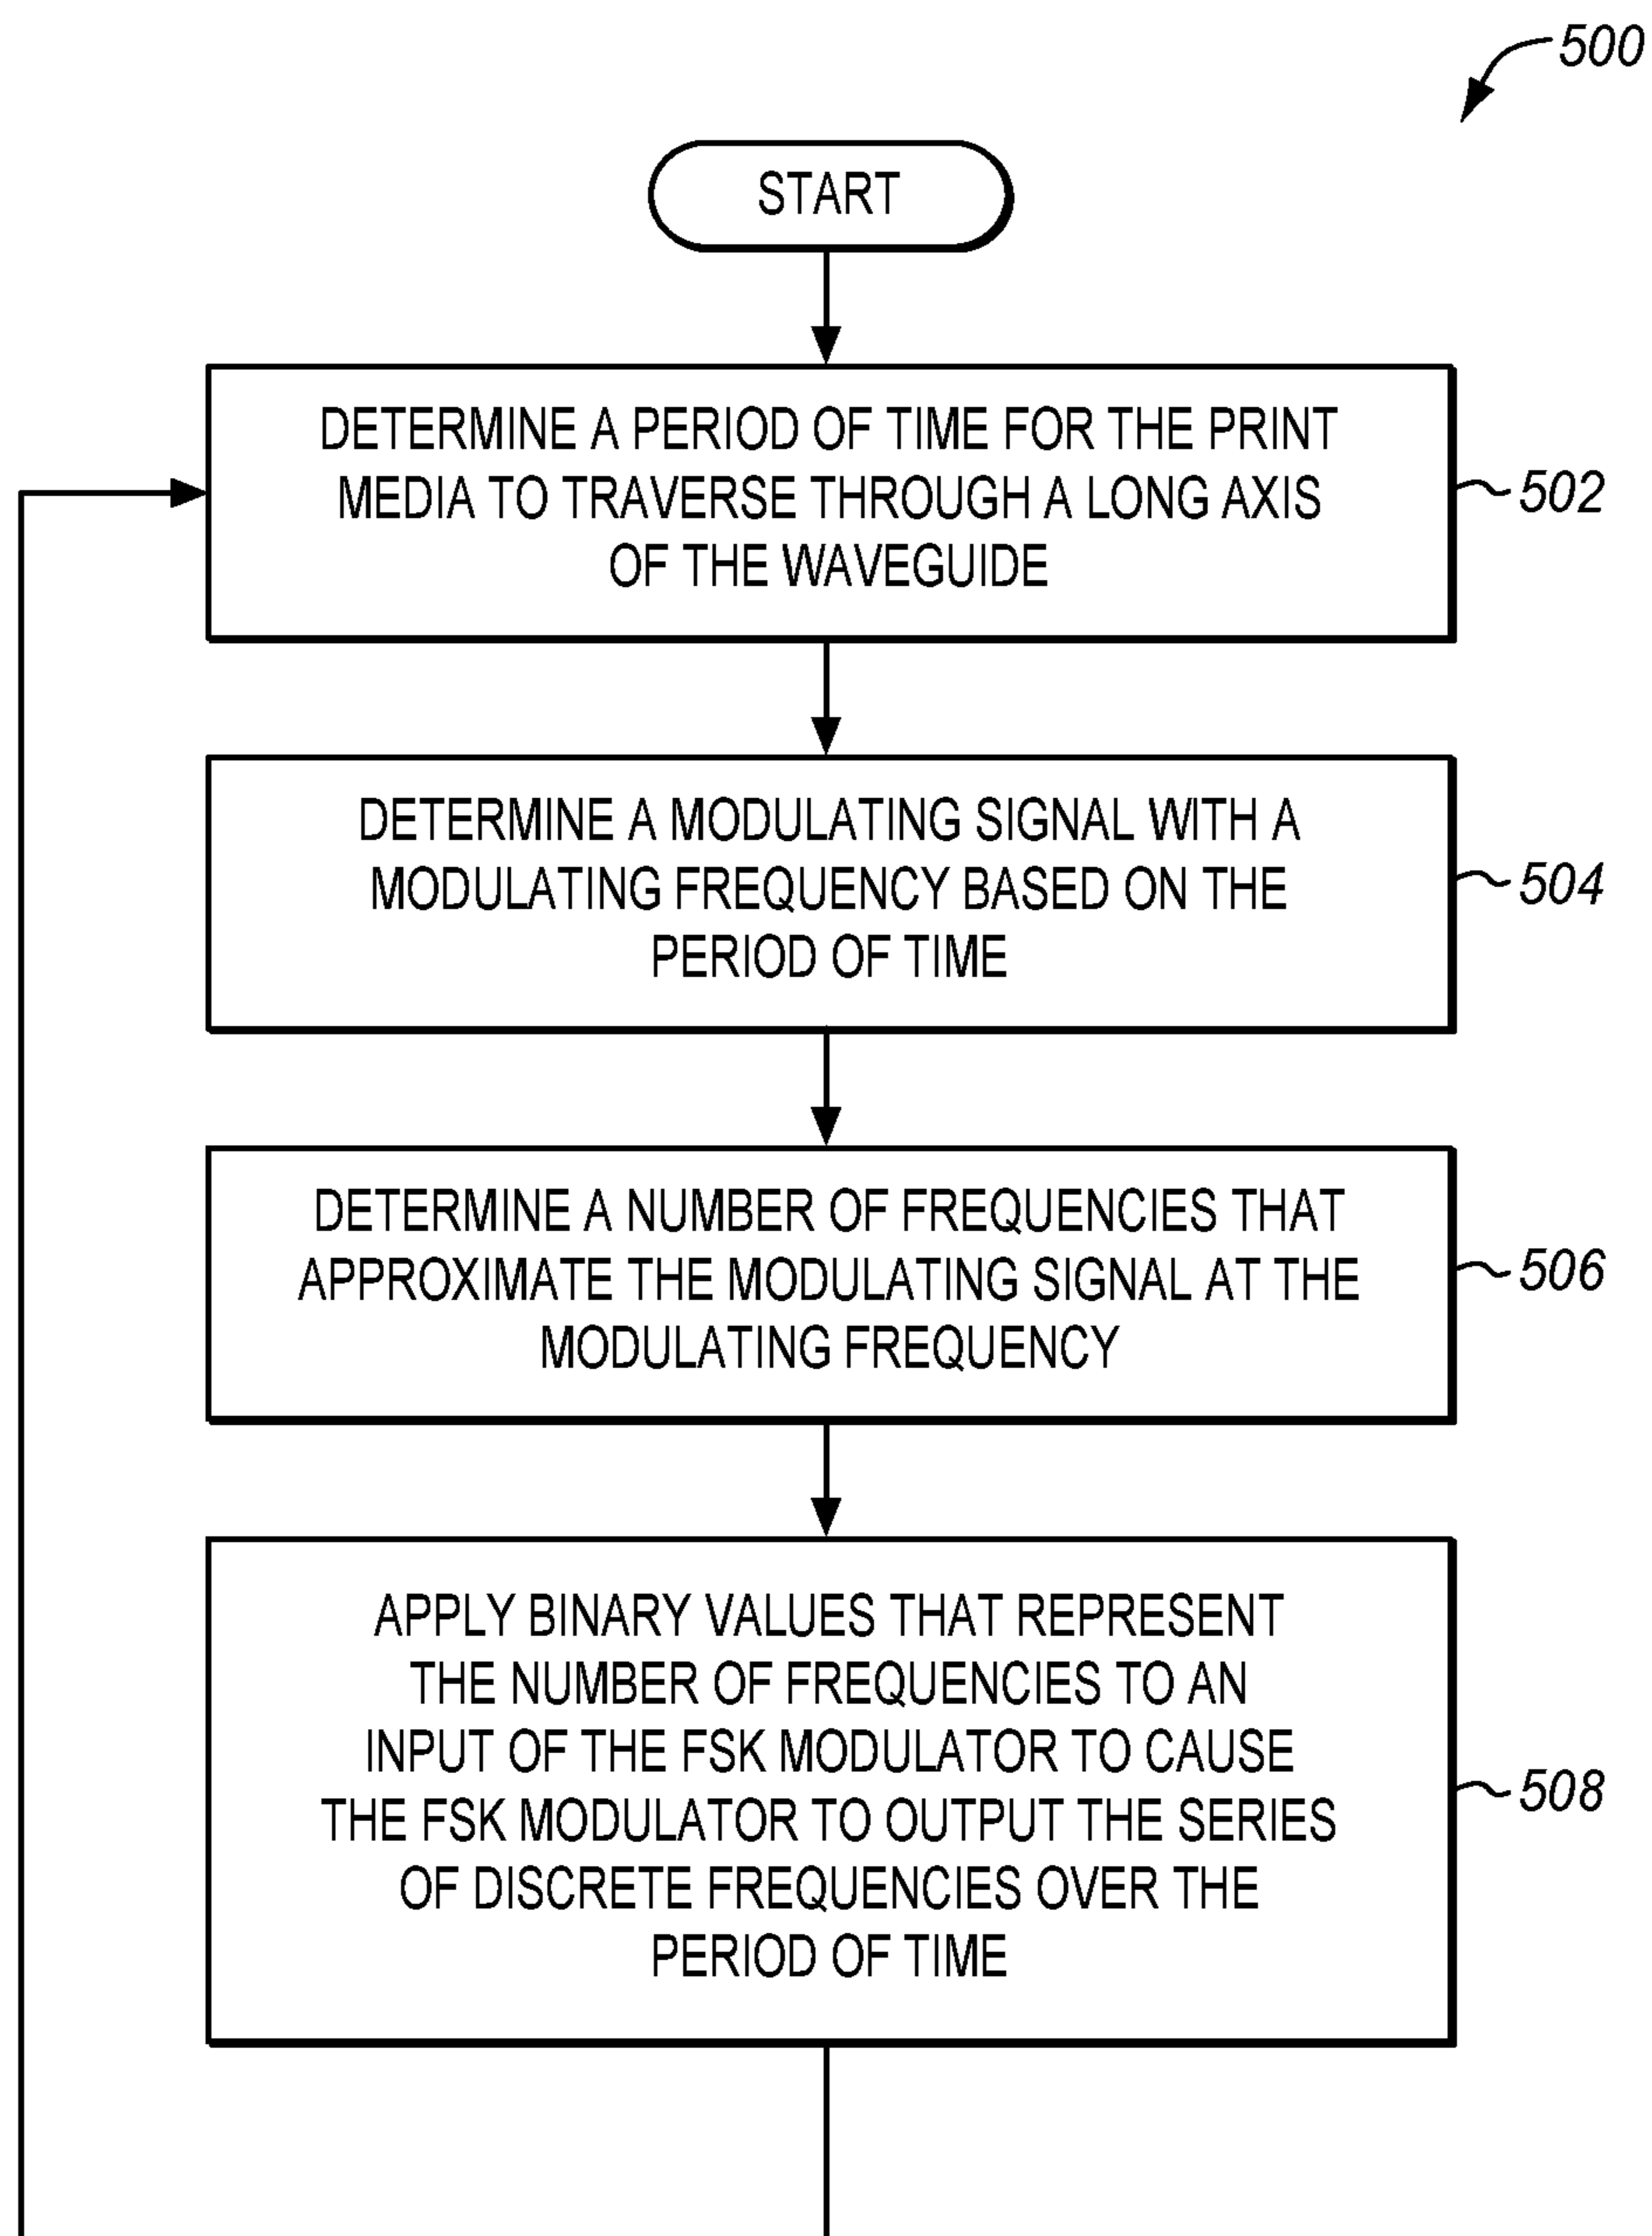 500
START
DETERMINE A PERIOD OF TIME FOR THE PRINT
MEDIA TO TRAVERSE THROUGH A LONG AXIS
OF THE WAVEGUIDE
502
DETERMINE A MODULATING SIGNAL WITH A
MODULATING FREQUENCY BASED ON THE
PERIOD OF TIME
504
DETERMINE A NUMBER OF FREQUENCIES THAT
APPROXIMATE THE MODULATING SIGNAL AT THE
MODULATING FREQUENCY
506
APPLY BINARY VALUES THAT REPRESENT
THE NUMBER OF FREQUENCIES TO AN
INPUT OF THE FSK MODULATOR TO CAUSE
THE FSK MODULATOR TO OUTPUT THE SERIES
OF DISCRETE FREQUENCIES OVER THE
PERIOD OF TIME
508